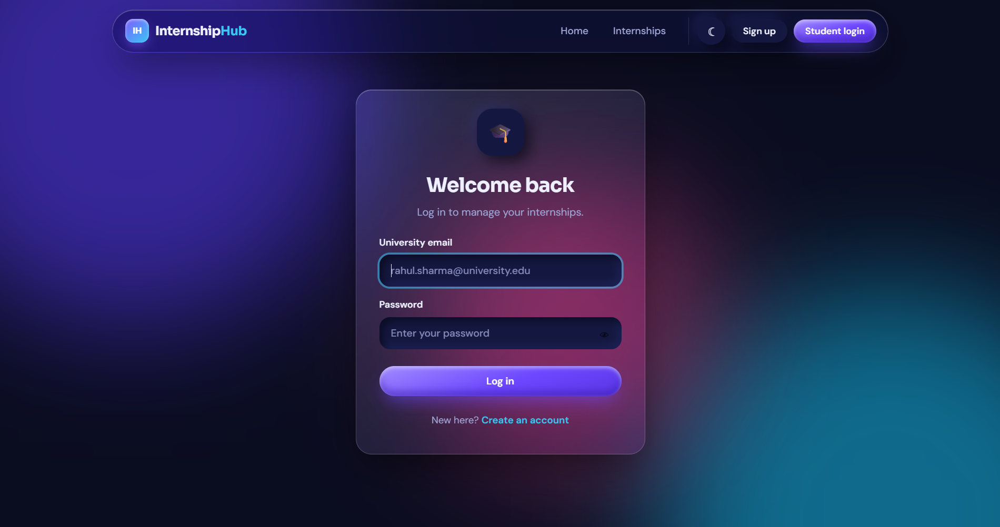 IH InternshipHub Home Internships Sign up Student login
Welcome back
Log in to manage your internships.
University email
rahul.sharma@university.edu
Password
Enter your password
Log in
New here? Create an account